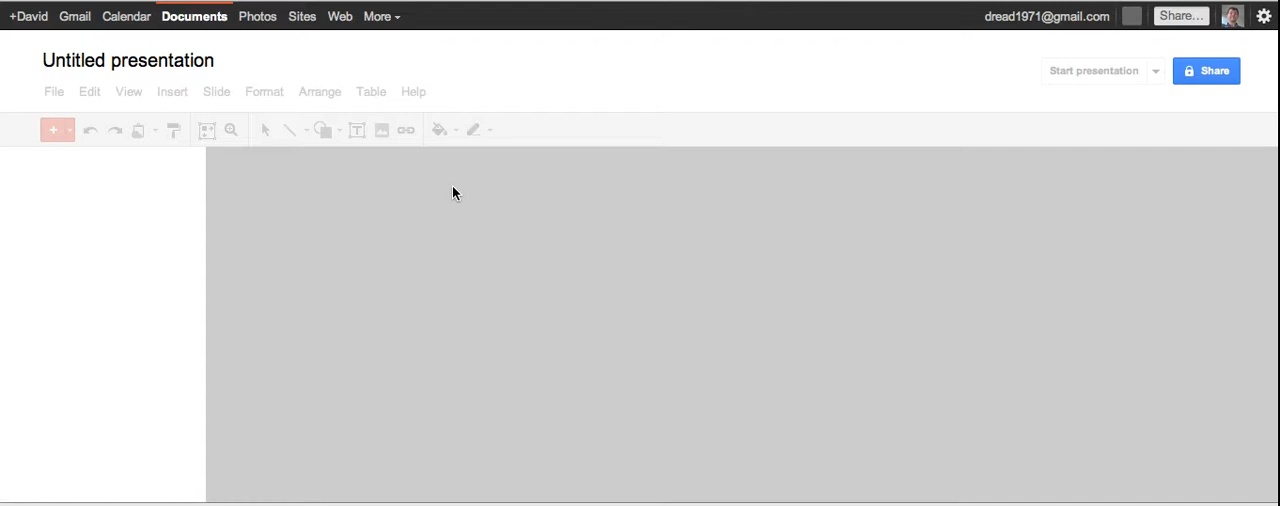 +David Gmail Calendar Documents Photos Sites Web More dread1971@gmail.com Share...
Untitled presentation
Start presentation Share
File Edit View Insert Slide Format Arrange Table Help